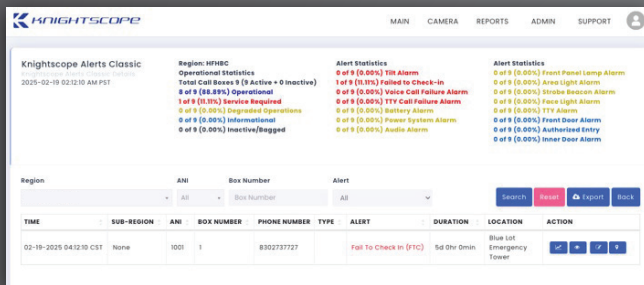 KNIGHTSCOPE
MAIN CAMERA REPORTS ADMIN SUPPORT
Knightscope Alerts Classic
Knightscope Alerts Classic Details
2025-02-19 02:12:10 AM PST
Region: HFHBC
Operational Statistics
Total Call Boxes 9 (9 Active + 0 Inactive)
8 of 9 (88.89%) Operational
1 of 9 (11.11%) Service Required
0 of 9 (0.00%) Degraded Operations
0 of 9 (0.00%) Informational
0 of 9 (0.00%) Inactive/Bagged
Alert Statistics
0 of 9 (0.00%) Tilt Alarm
1 of 9 (11.11%) Failed to Check-in
0 of 9 (0.00%) Voice Call Failure Alarm
0 of 9 (0.00%) TTY Call Failure Alarm
0 of 9 (0.00%) Battery Alarm
0 of 9 (0.00%) Power System Alarm
0 of 9 (0.00%) Audio Alarm
Alert Statistics
0 of 9 (0.00%) Front Panel Lamp Alarm
0 of 9 (0.00%) Area Light Alarm
0 of 9 (0.00%) Strobe Beacon Alarm
0 of 9 (0.00%) Face Light Alarm
0 of 9 (0.00%) TTY Alarm
0 of 9 (0.00%) Front Door Alarm
0 of 9 (0.00%) Authorized Entry
0 of 9 (0.00%) Inner Door Alarm
Region ANI Box Number Alert
All Box Number All Search Reset Export Back
TIME SUB-REGION ANI BOX NUMBER PHONE NUMBER TYPE ALERT DURATION LOCATION ACTION
02-19-2025 04:12:10 CST None 1001 1 8302737727 Fail To Check In (FTC) 5d 0hr 0min Blue Lot
Emergency
Tower